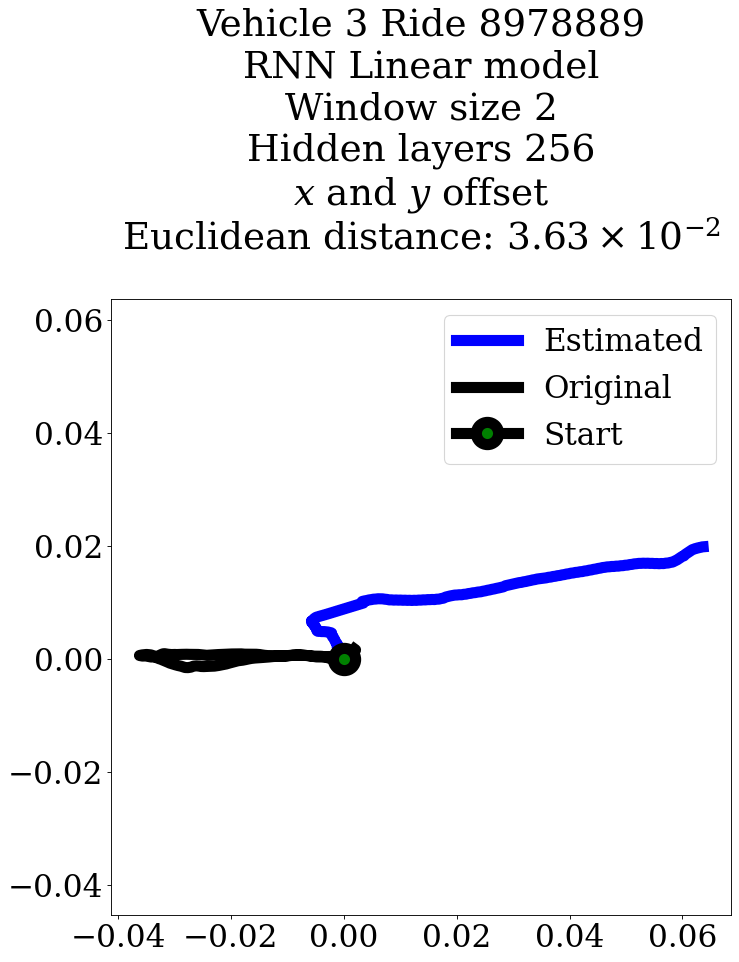 Vehicle 3 Ride 8978889
RNN Linear model
Window size 2
Hidden layers 256
x and y offset
Euclidean distance: 3.63 × 10⁻²
Estimated
Original
Start
0.06
0.04
0.02
0.00
−0.02
−0.04
−0.04 −0.02 0.00 0.02 0.04 0.06